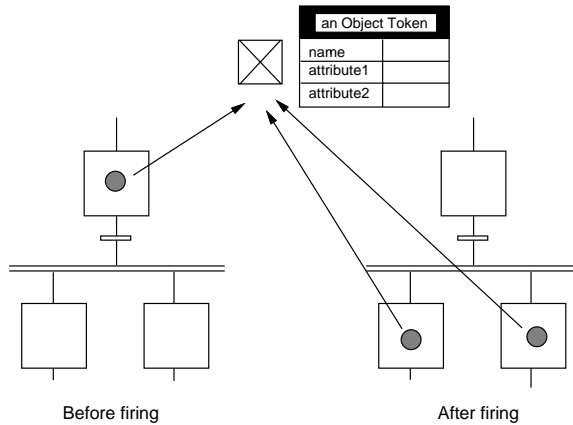 an Object Token
name
attribute1
attribute2
Before firing
After firing